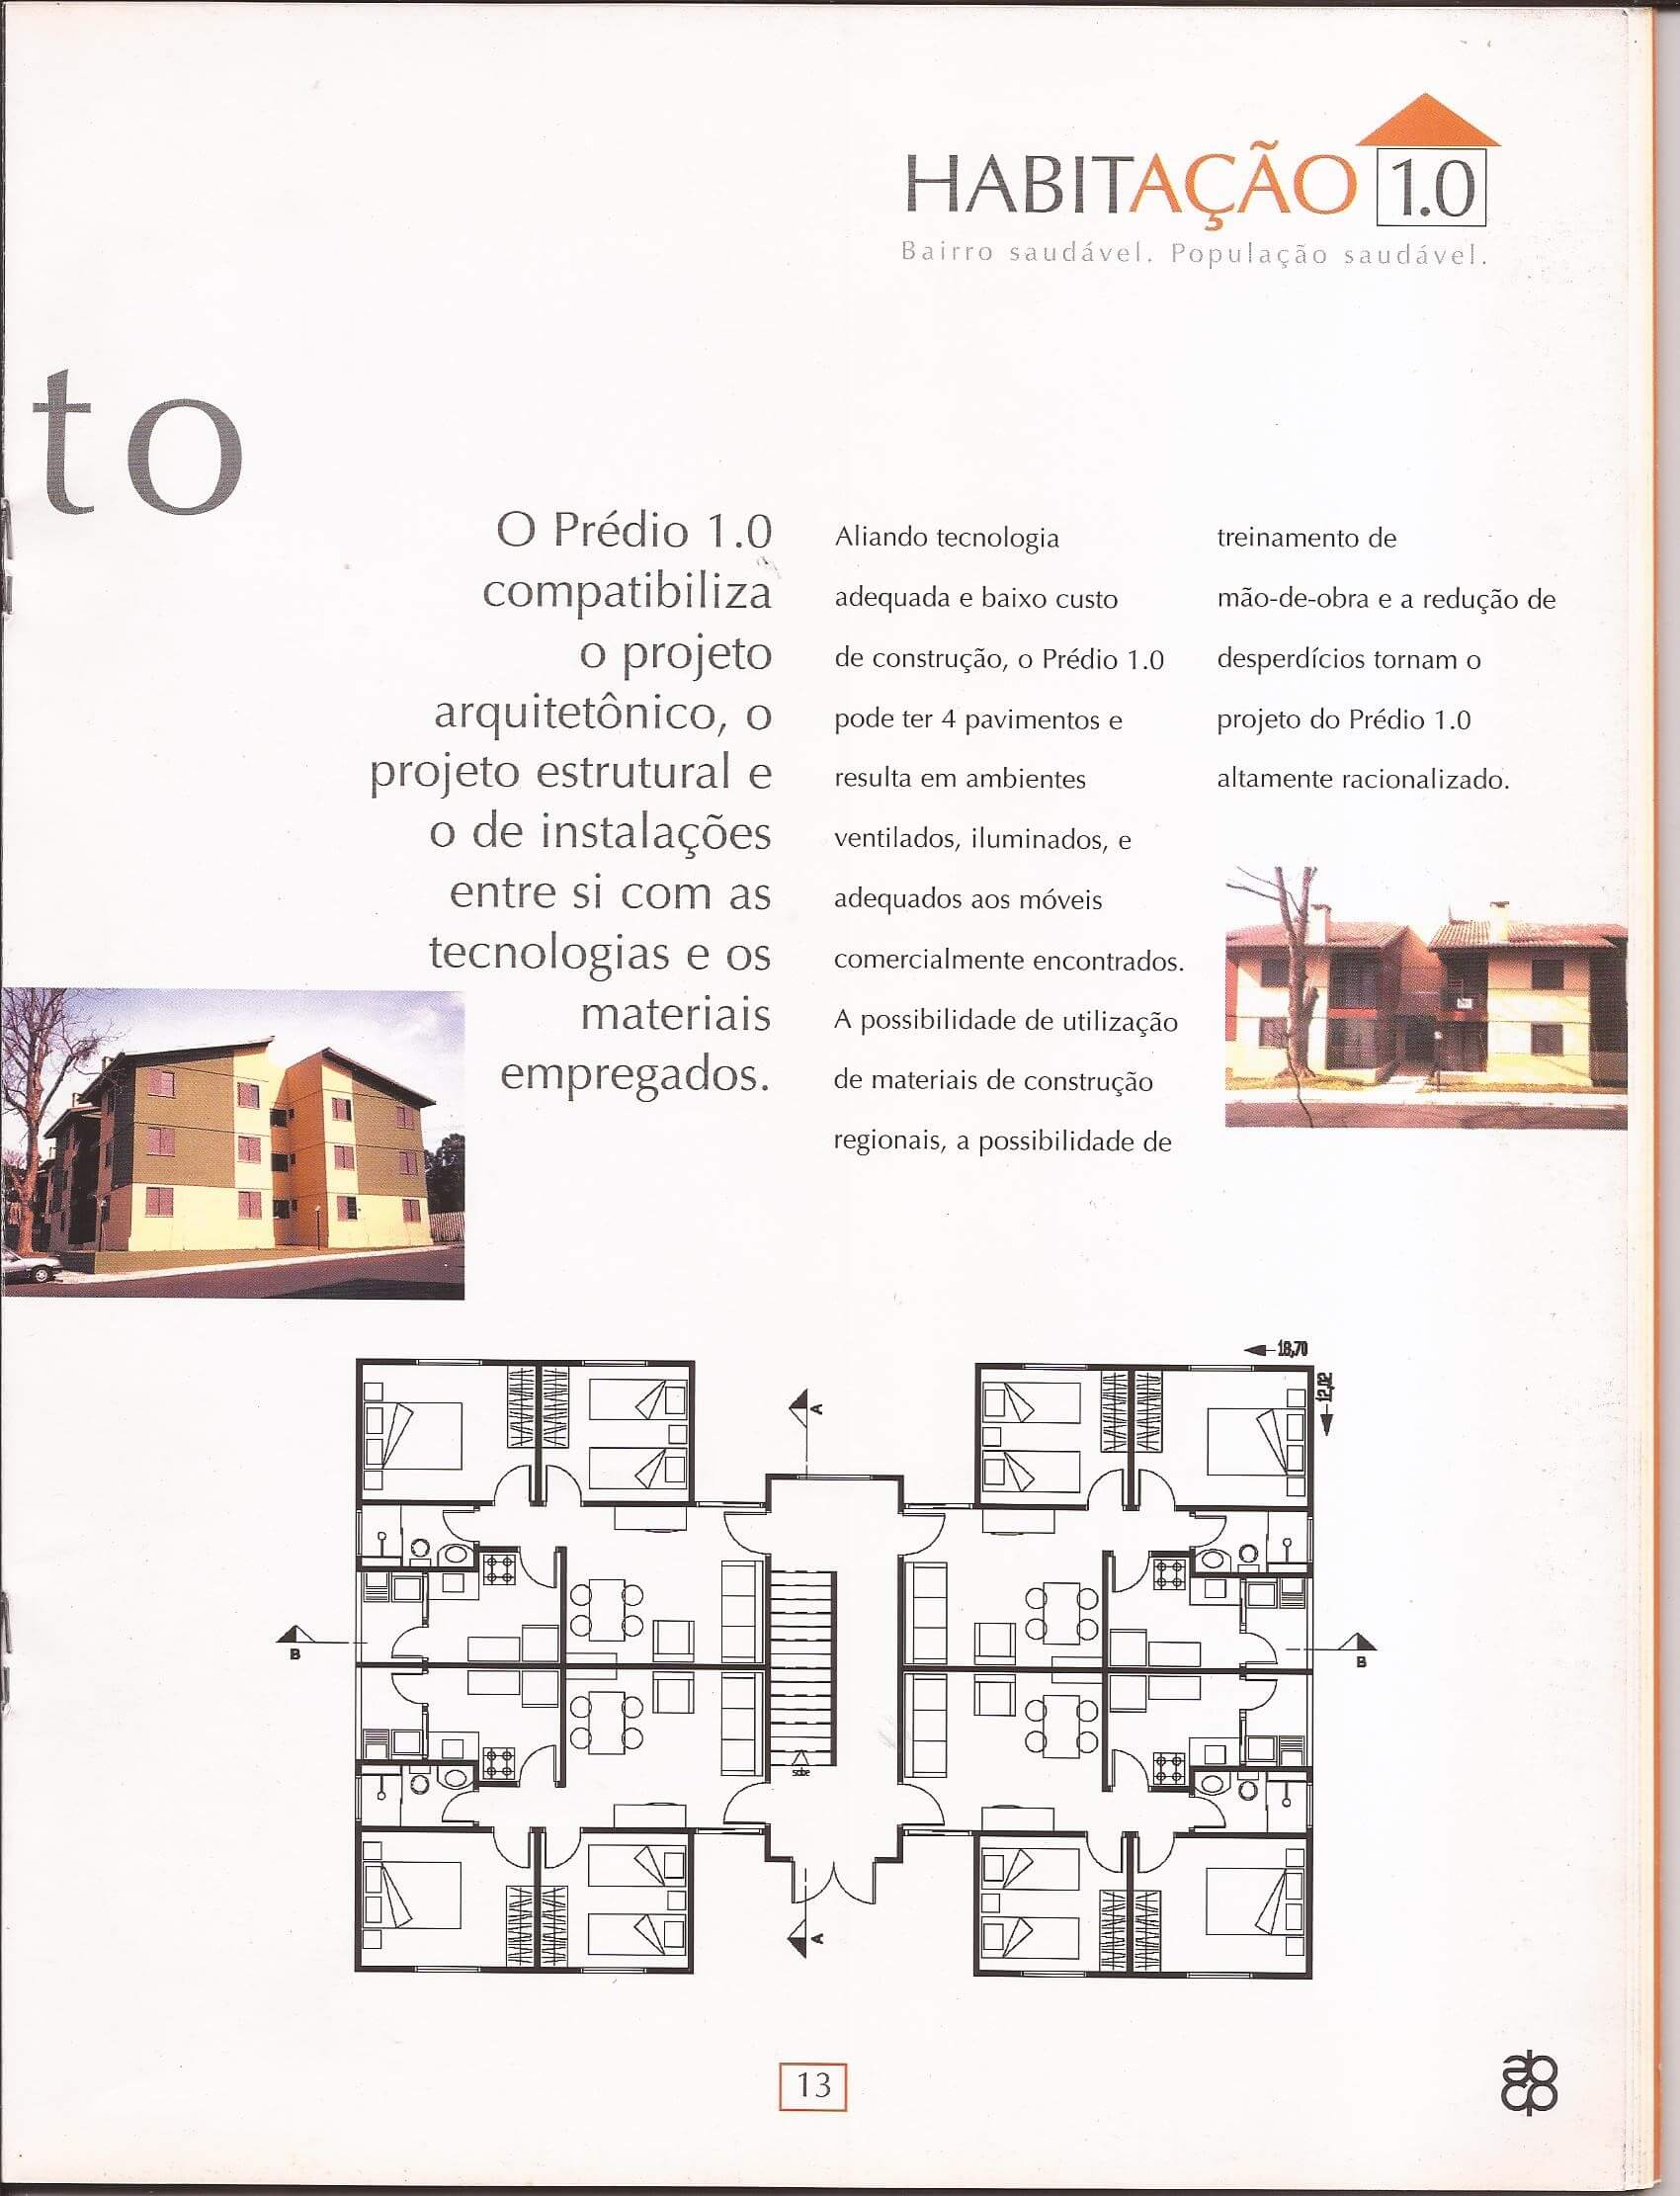 HABITAÇÃO 1.0
Bairro saudável. População saudável.
to
O Prédio 1.0
compatibiliza
o projeto
arquitetônico, o
projeto estrutural e
o de instalações
entre si com as
tecnologias e os
materiais
empregados.
Aliando tecnologia
adequada e baixo custo
de construção, o Prédio 1.0
pode ter 4 pavimentos e
resulta em ambientes
ventilados, iluminados, e
adequados aos móveis
comercialmente encontrados.
A possibilidade de utilização
de materiais de construção
regionais, a possibilidade de
treinamento de
mão-de-obra e a redução de
desperdícios tornam o
projeto do Prédio 1.0
altamente racionalizado.
18,70
12,02
A
B
B
sobe
A
13
abcp